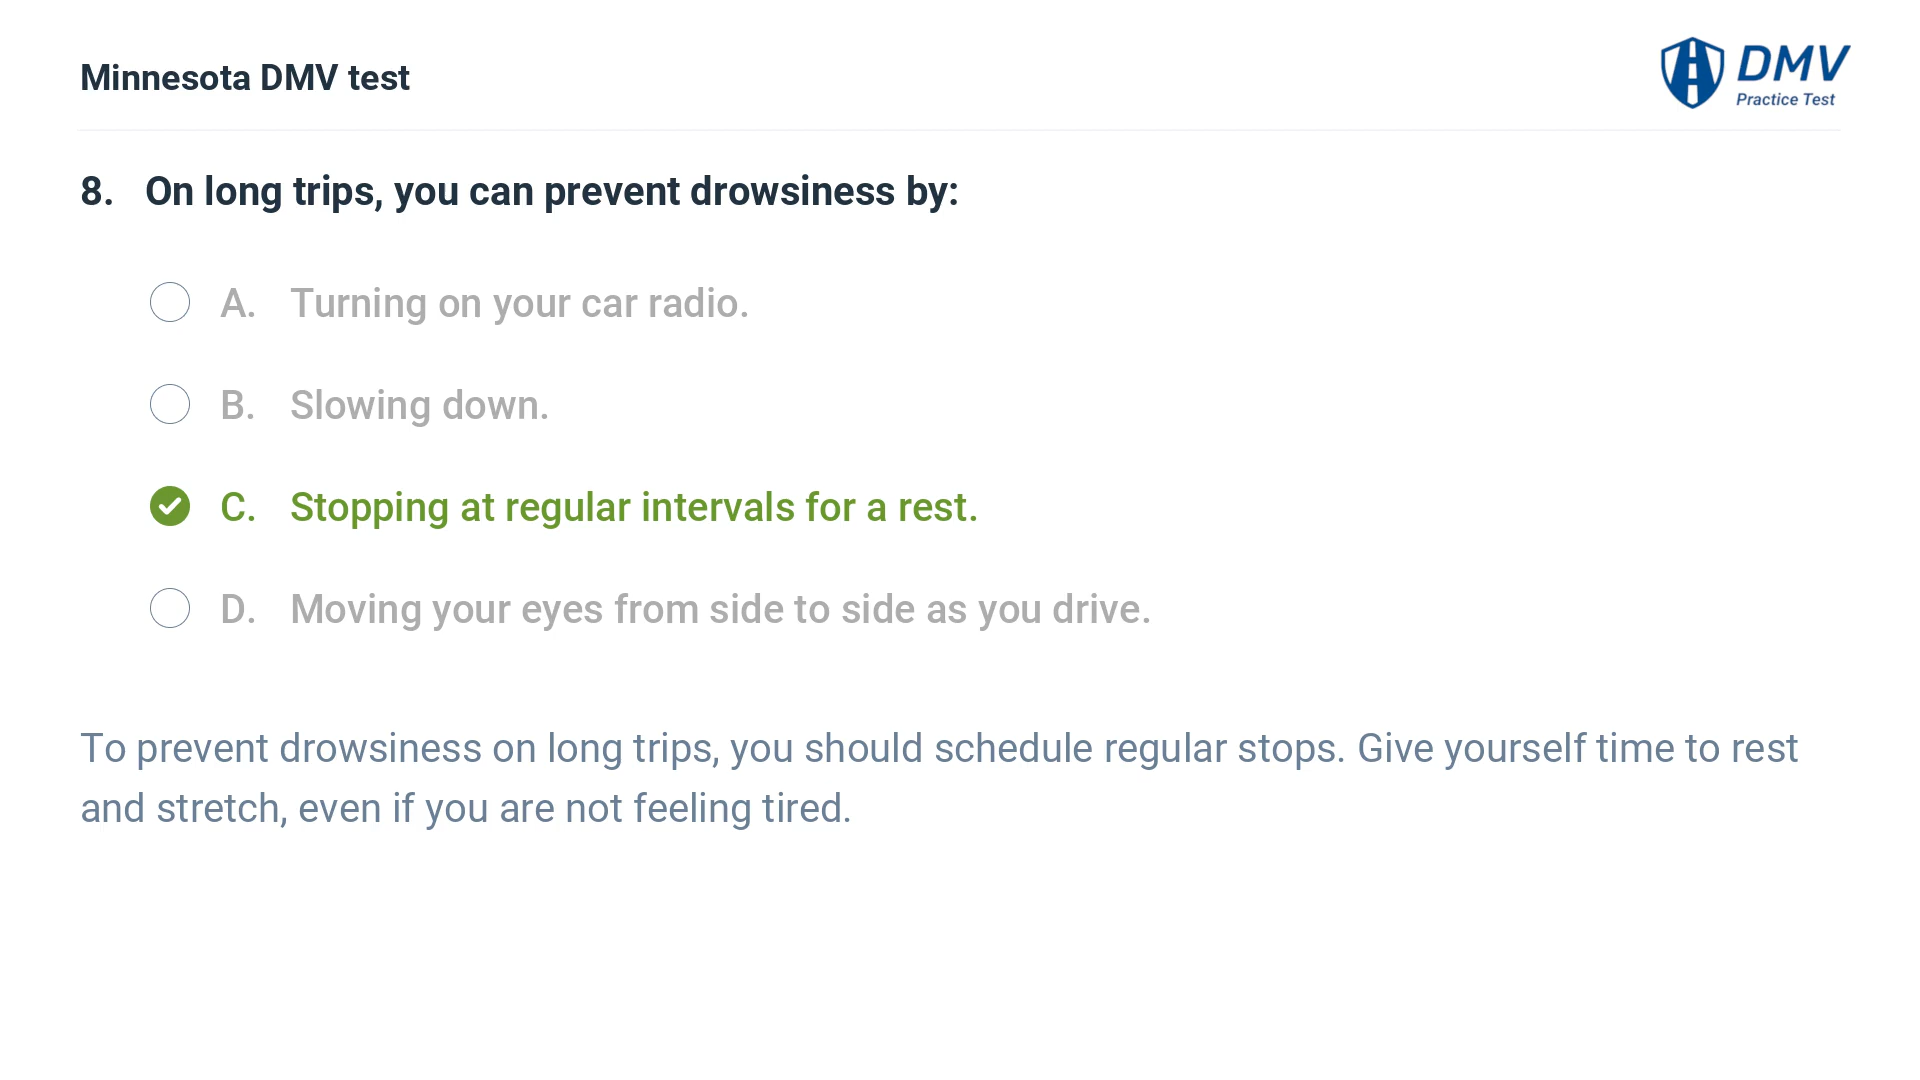 Minnesota DMV test
DMV
Practice Test
8. On long trips, you can prevent drowsiness by:
A. Turning on your car radio.
B. Slowing down.
C. Stopping at regular intervals for a rest.
D. Moving your eyes from side to side as you drive.
To prevent drowsiness on long trips, you should schedule regular stops. Give yourself time to rest
and stretch, even if you are not feeling tired.